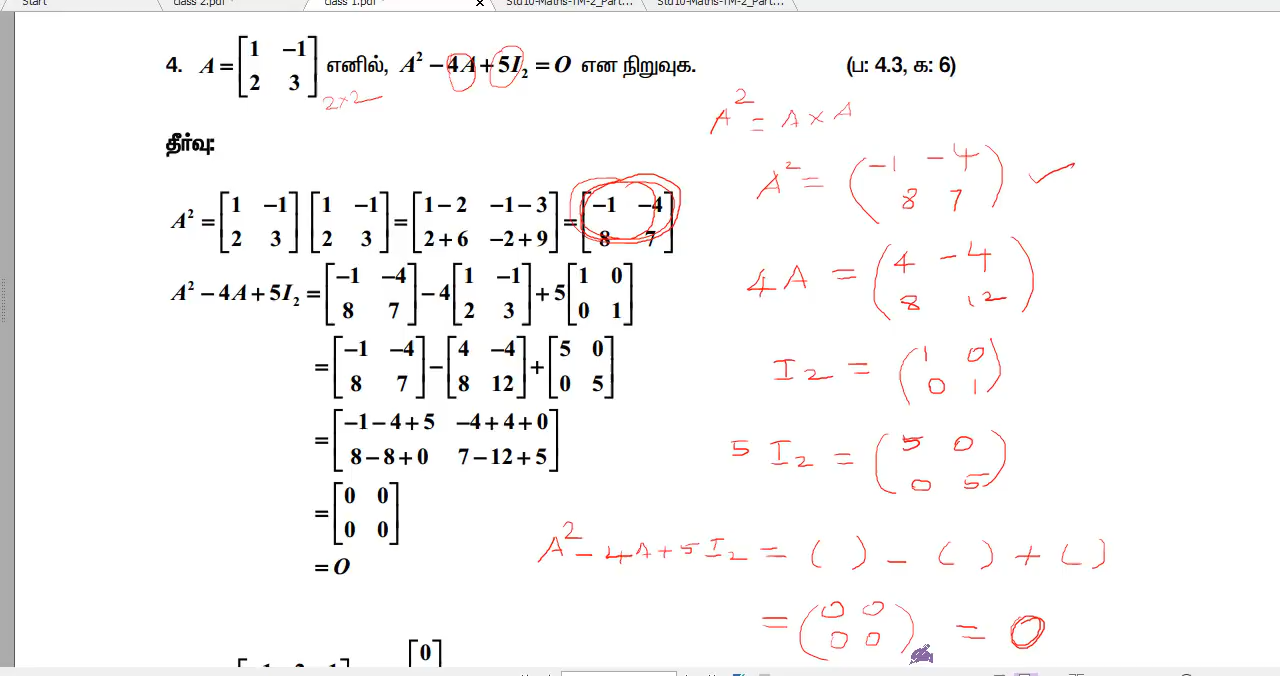 Start class 2.pdf class 1.pdf × Std10-Maths-TM-2_Part... Std10-Maths-TM-2_Part...
4. A = [1 −1; 2 3] எனில், A² − 4A + 5I₂ = O என நிறுவுக. (ப: 4.3, க: 6)
2×2
A² = A × A
தீர்வு:
A² = (−1 −4; 8 7) ✓
A² = [1 −1; 2 3] [1 −1; 2 3] = [1−2 −1−3; 2+6 −2+9] = [−1 −4; 8 7]
4A = (4 −4; 8 12)
A² − 4A + 5I₂ = [−1 −4; 8 7] − 4[1 −1; 2 3] + 5[1 0; 0 1]
I₂ = (1 0; 0 1)
= [−1 −4; 8 7] − [4 −4; 8 12] + [5 0; 0 5]
5 I₂ = (5 0; 0 5)
= [−1−4+5 −4+4+0; 8−8+0 7−12+5]
= [0 0; 0 0]
A² − 4A + 5I₂ = ( ) − ( ) + ( )
= O
= (0 0; 0 0) = 0